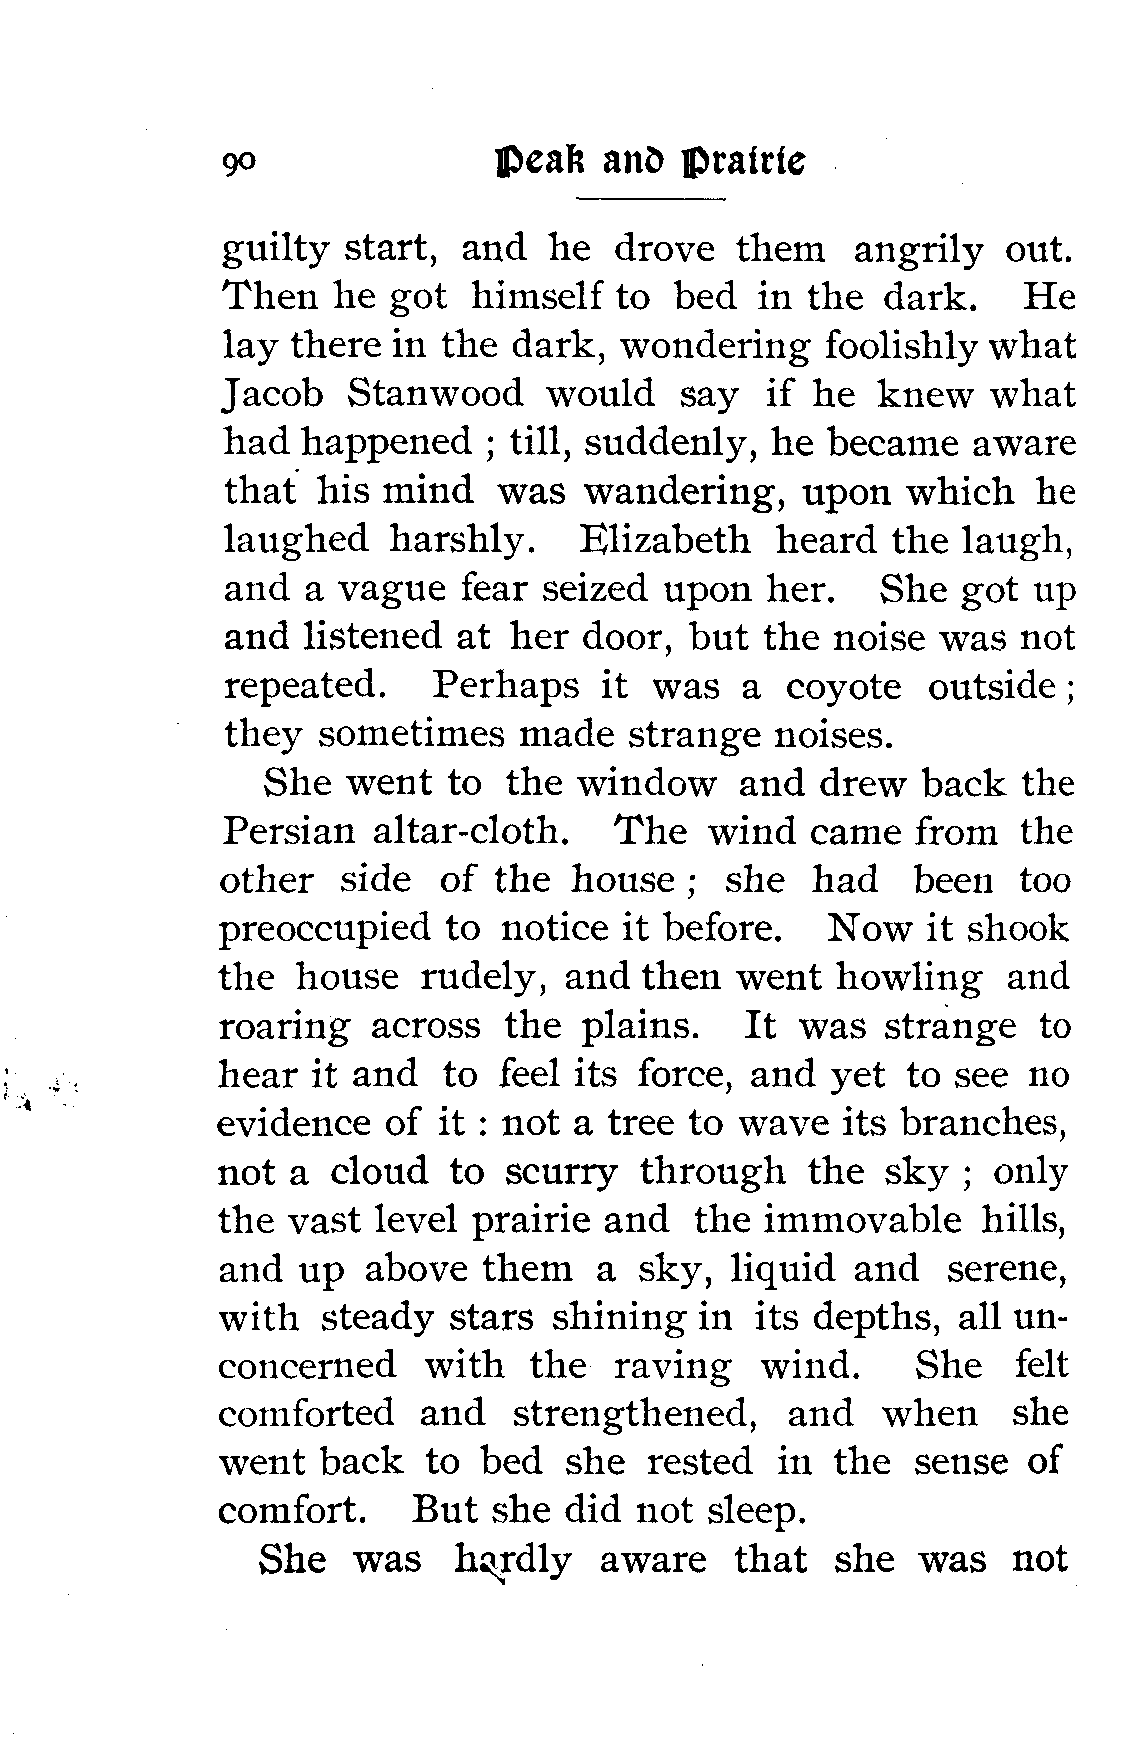 90 Peak and Prairie
guilty start, and he drove them angrily out.
Then he got himself to bed in the dark. He
lay there in the dark, wondering foolishly what
Jacob Stanwood would say if he knew what
had happened ; till, suddenly, he became aware
that his mind was wandering, upon which he
laughed harshly. Elizabeth heard the laugh,
and a vague fear seized upon her. She got up
and listened at her door, but the noise was not
repeated. Perhaps it was a coyote outside ;
they sometimes made strange noises.
She went to the window and drew back the
Persian altar-cloth. The wind came from the
other side of the house ; she had been too
preoccupied to notice it before. Now it shook
the house rudely, and then went howling and
roaring across the plains. It was strange to
hear it and to feel its force, and yet to see no
evidence of it : not a tree to wave its branches,
not a cloud to scurry through the sky ; only
the vast level prairie and the immovable hills,
and up above them a sky, liquid and serene,
with steady stars shining in its depths, all un-
concerned with the raving wind. She felt
comforted and strengthened, and when she
went back to bed she rested in the sense of
comfort. But she did not sleep.
She was hardly aware that she was not